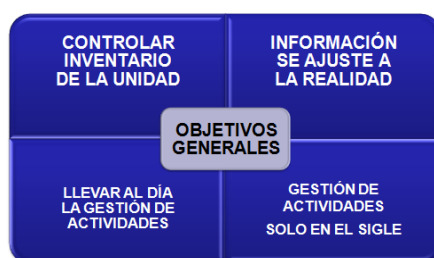 CONTROLAR
INVENTARIO
DE LA UNIDAD
INFORMACIÓN
SE AJUSTE A
LA REALIDAD
OBJETIVOS
GENERALES
LLEVAR AL DÍA
LA GESTIÓN DE
ACTIVIDADES
GESTIÓN DE
ACTIVIDADES
SOLO EN EL SIGLE